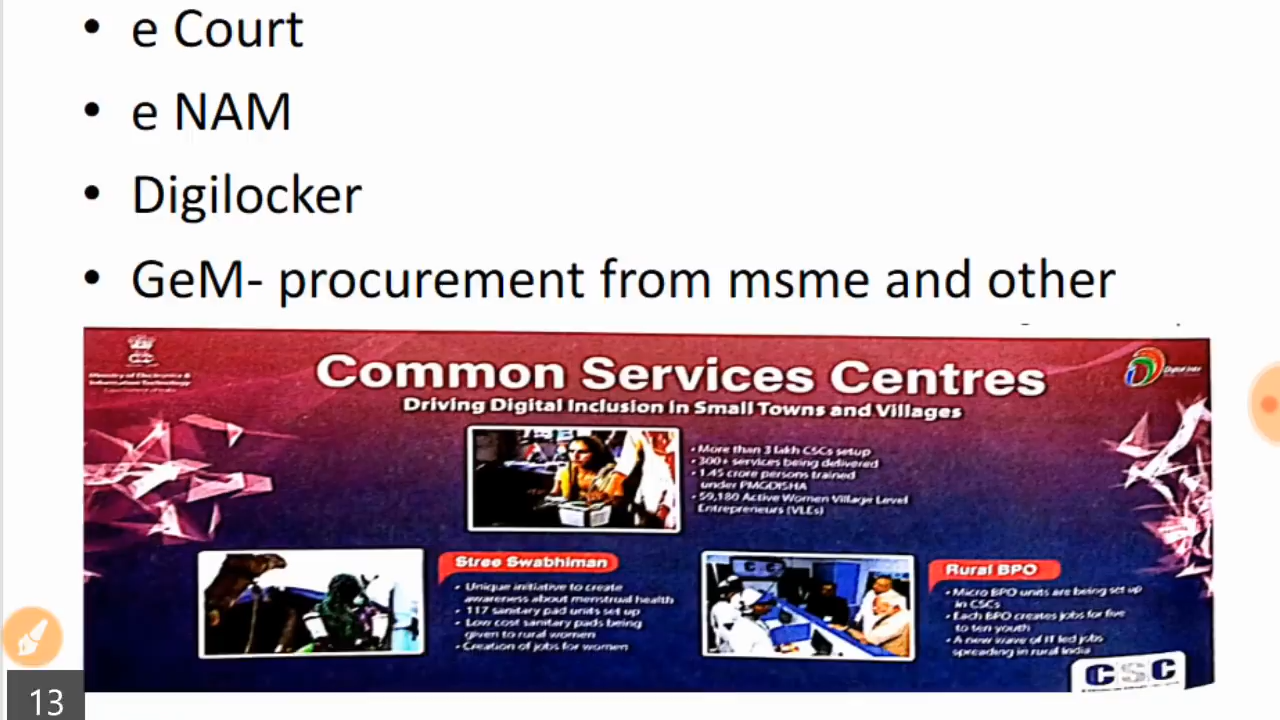 • e Court
• e NAM
• Digilocker
• GeM- procurement from msme and other
Ministry of Electronics &
Information Technology
Common Services Centres
Driving Digital Inclusion in Small Towns and Villages
Digital India
• More than 3 lakh CSCs setup
• 300+ services being delivered
• 1.45 crore persons trained
under PMGDISHA
• 59,180 Active Women Village Level
Entrepreneurs (VLEs)
Stree Swabhiman
• Unique initiative to create
awareness about menstrual health
• 117 sanitary pad units set up
• Low cost sanitary pads being
given to rural women
• Creation of jobs for women
Rural BPO
• Micro BPO units are being set up
in CSCs
• Each BPO creates jobs for five
to ten youth
• A new wave of IT led jobs
spreading in rural India
CSC
13